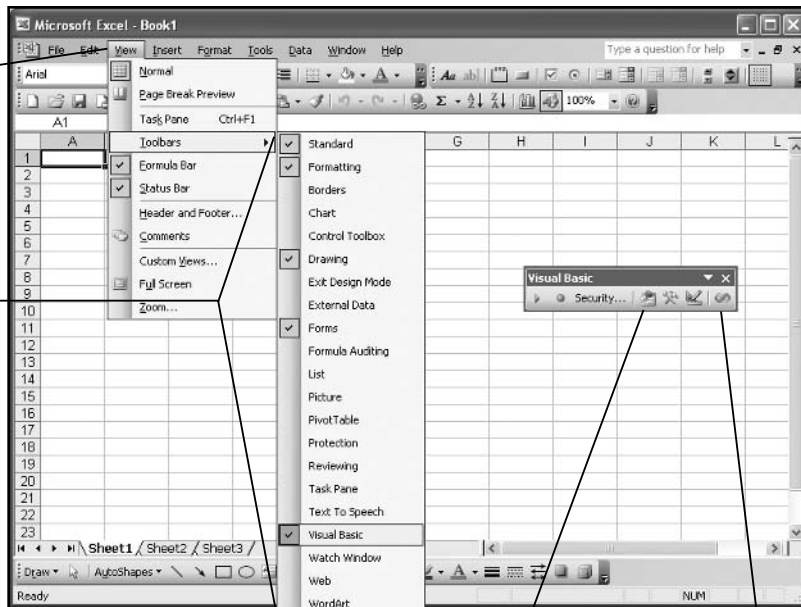 Microsoft Excel - Book1
File Edit View Insert Format Tools Data Window Help
Type a question for help
Arial
100%
A1
A G H I J K L
Normal
Page Break Preview
Task Pane Ctrl+F1
Toolbars
Formula Bar
Status Bar
Header and Footer...
Comments
Custom Views...
Full Screen
Zoom...
Standard
Formatting
Borders
Chart
Control Toolbox
Drawing
Exit Design Mode
External Data
Forms
Formula Auditing
List
Picture
PivotTable
Protection
Reviewing
Task Pane
Text To Speech
Visual Basic
Watch Window
Web
WordArt
Visual Basic
Security...
1
2
3
4
5
6
7
8
9
10
11
12
13
14
15
16
17
18
19
20
21
22
23
Sheet1 Sheet2 Sheet3
Draw AutoShapes
Ready
NUM